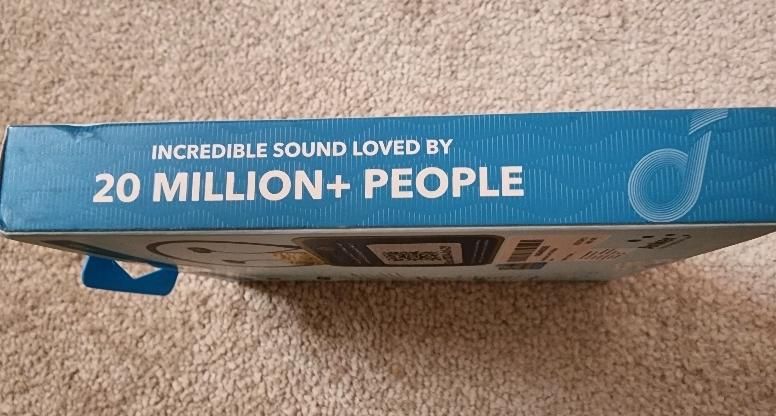 INCREDIBLE SOUND LOVED BY
20 MILLION+ PEOPLE